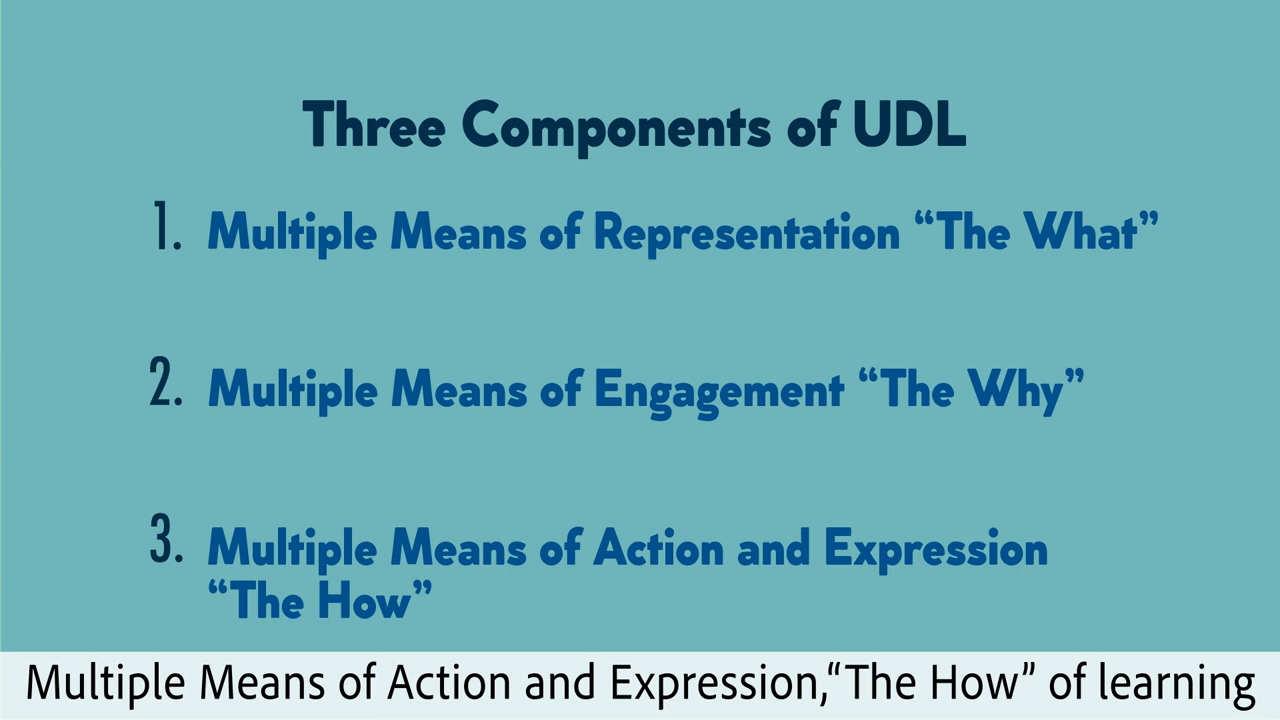 Three Components of UDL
1. Multiple Means of Representation “The What”
2. Multiple Means of Engagement “The Why”
3. Multiple Means of Action and Expression
“The How”
Multiple Means of Action and Expression,“The How” of learning